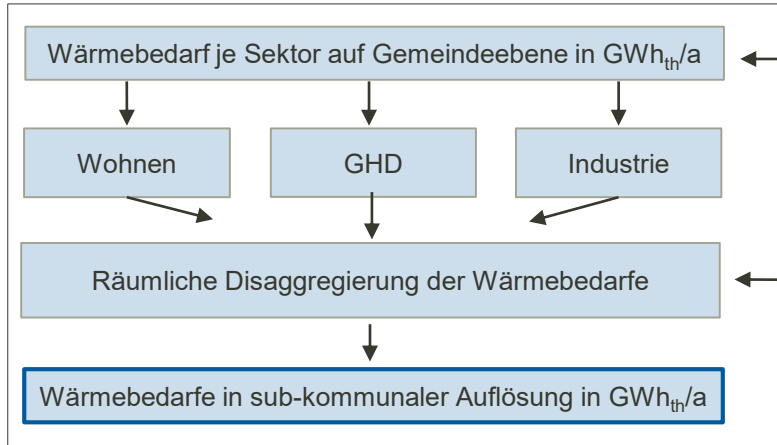 Wärmebedarf je Sektor auf Gemeindeebene in GWhth/a
Wohnen
GHD
Industrie
Räumliche Disaggregierung der Wärmebedarfe
Wärmebedarfe in sub-kommunaler Auflösung in GWhth/a